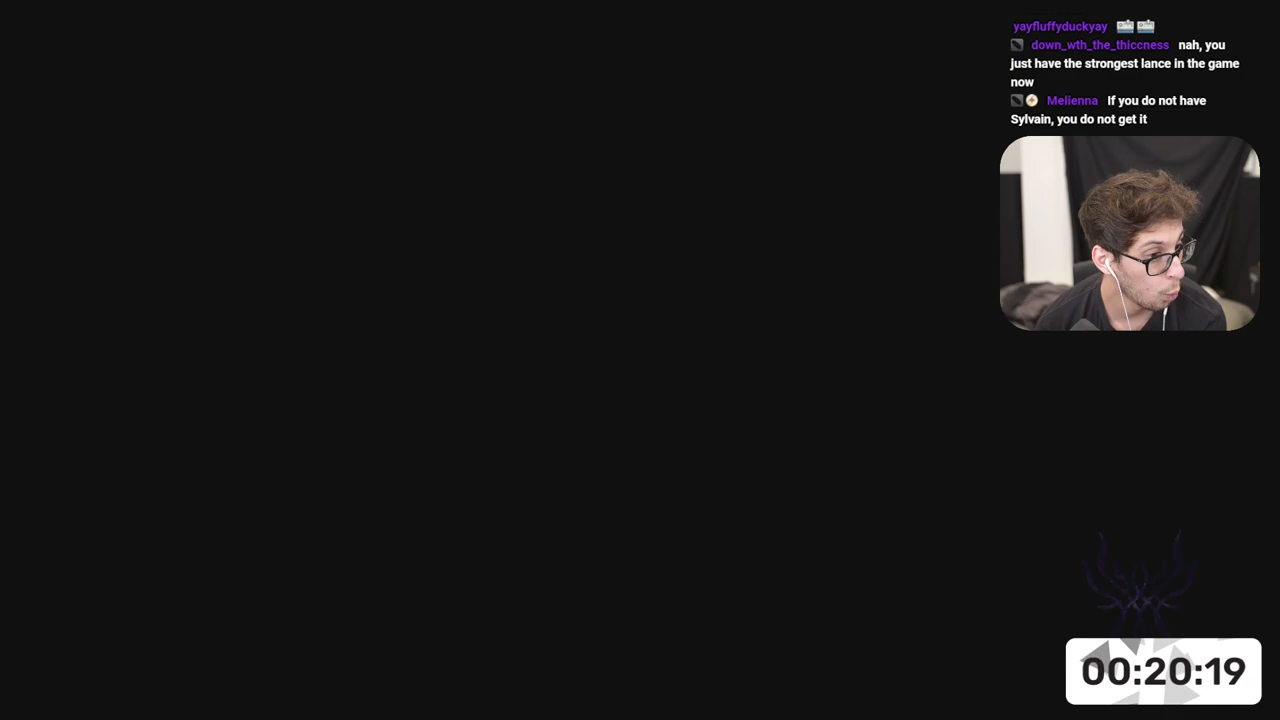 yayfluffyduckyay
down_wth_the_thiccness nah, you
just have the strongest lance in the game
now
Melienna If you do not have
Sylvain, you do not get it
00:20:19